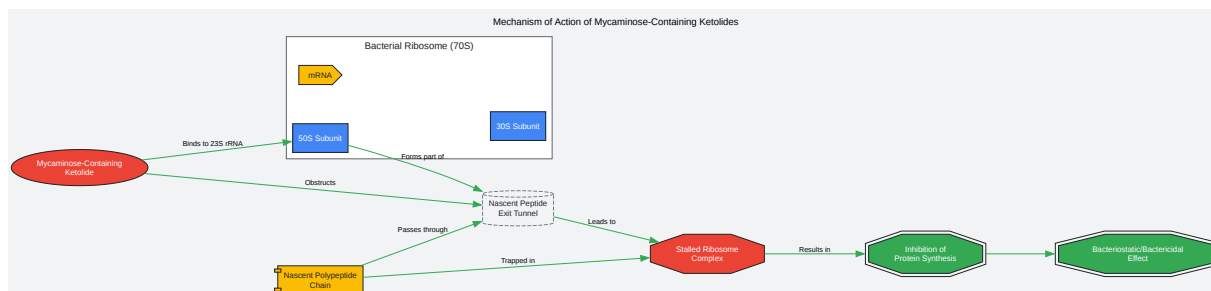 Mechanism of Action of Mycaminose-Containing Ketolides
Bacterial Ribosome (70S)
mRNA
30S Subunit
50S Subunit
Binds to 23S rRNA
Forms part of
Mycaminose-Containing
Ketolide
Obstructs
Nascent Peptide
Exit Tunnel
Passes through
Leads to
Stalled Ribosome
Complex
Results in
Inhibition of
Protein Synthesis
Bacteriostatic/Bactericidal
Effect
Trapped in
Nascent Polypeptide
Chain